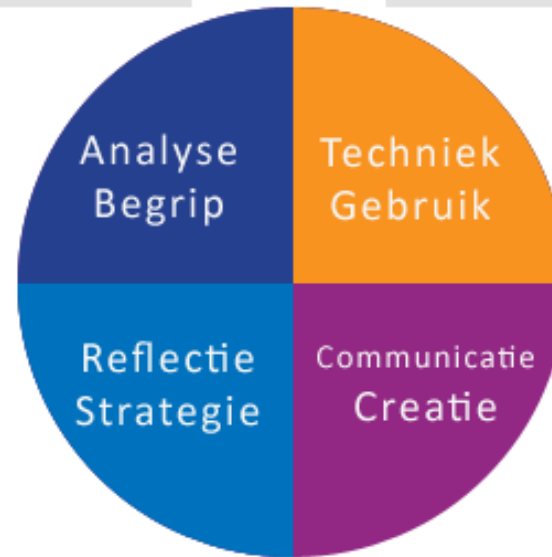 Analyse
Begrip
Techniek
Gebruik
Reflectie
Strategie
Communicatie
Creatie